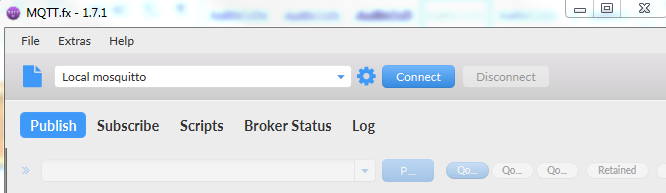 MQTT.fx - 1.7.1
File Extras Help
Local mosquitto Connect Disconnect
Publish Subscribe Scripts Broker Status Log
» P... Qo... Qo... Qo... Retained